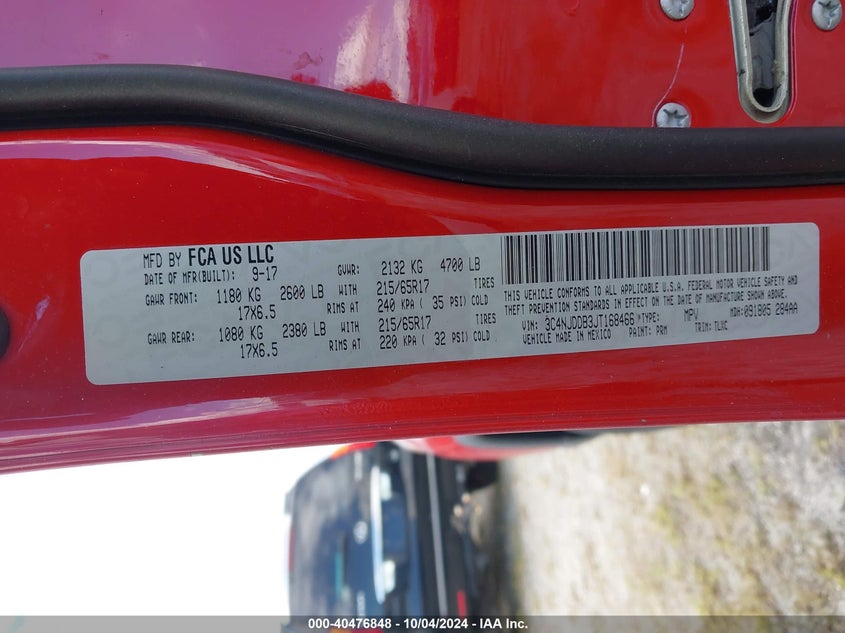 MFD BY FCA US LLC
DATE OF MFR(BUILT): 9-17 GVWR: 2132 KG 4700 LB
GAWR FRONT: 1180 KG 2600 LB WITH 215/65R17 TIRES
17X6.5 RIMS AT 240 KPA ( 35 PSI) COLD
GAWR REAR: 1080 KG 2380 LB WITH 215/65R17 TIRES
17X6.5 RIMS AT 220 KPA ( 32 PSI) COLD
THIS VEHICLE CONFORMS TO ALL APPLICABLE U.S.A. FEDERAL MOTOR VEHICLE SAFETY AND
THEFT PREVENTION STANDARDS IN EFFECT ON THE DATE OF MANUFACTURE SHOWN ABOVE.
VIN: 3C4NJDDB3JT168466 *TYPE: MPV MDH: 091805 284AA
VEHICLE MADE IN MEXICO PAINT: PRM TRIM: TLXC
000-40476848 - 10/04/2024 - IAA Inc.